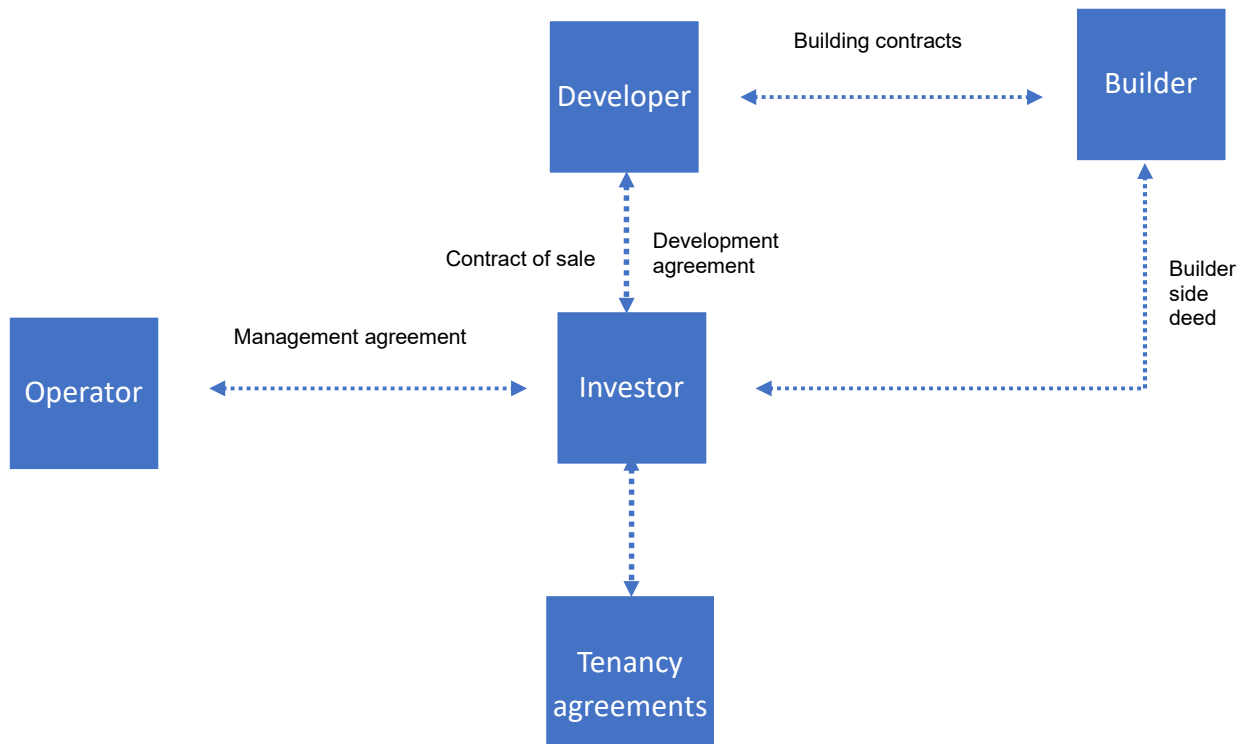 Building contracts
Developer
Builder
Contract of sale
Development
agreement
Builder
side
deed
Management agreement
Operator
Investor
Tenancy
agreements